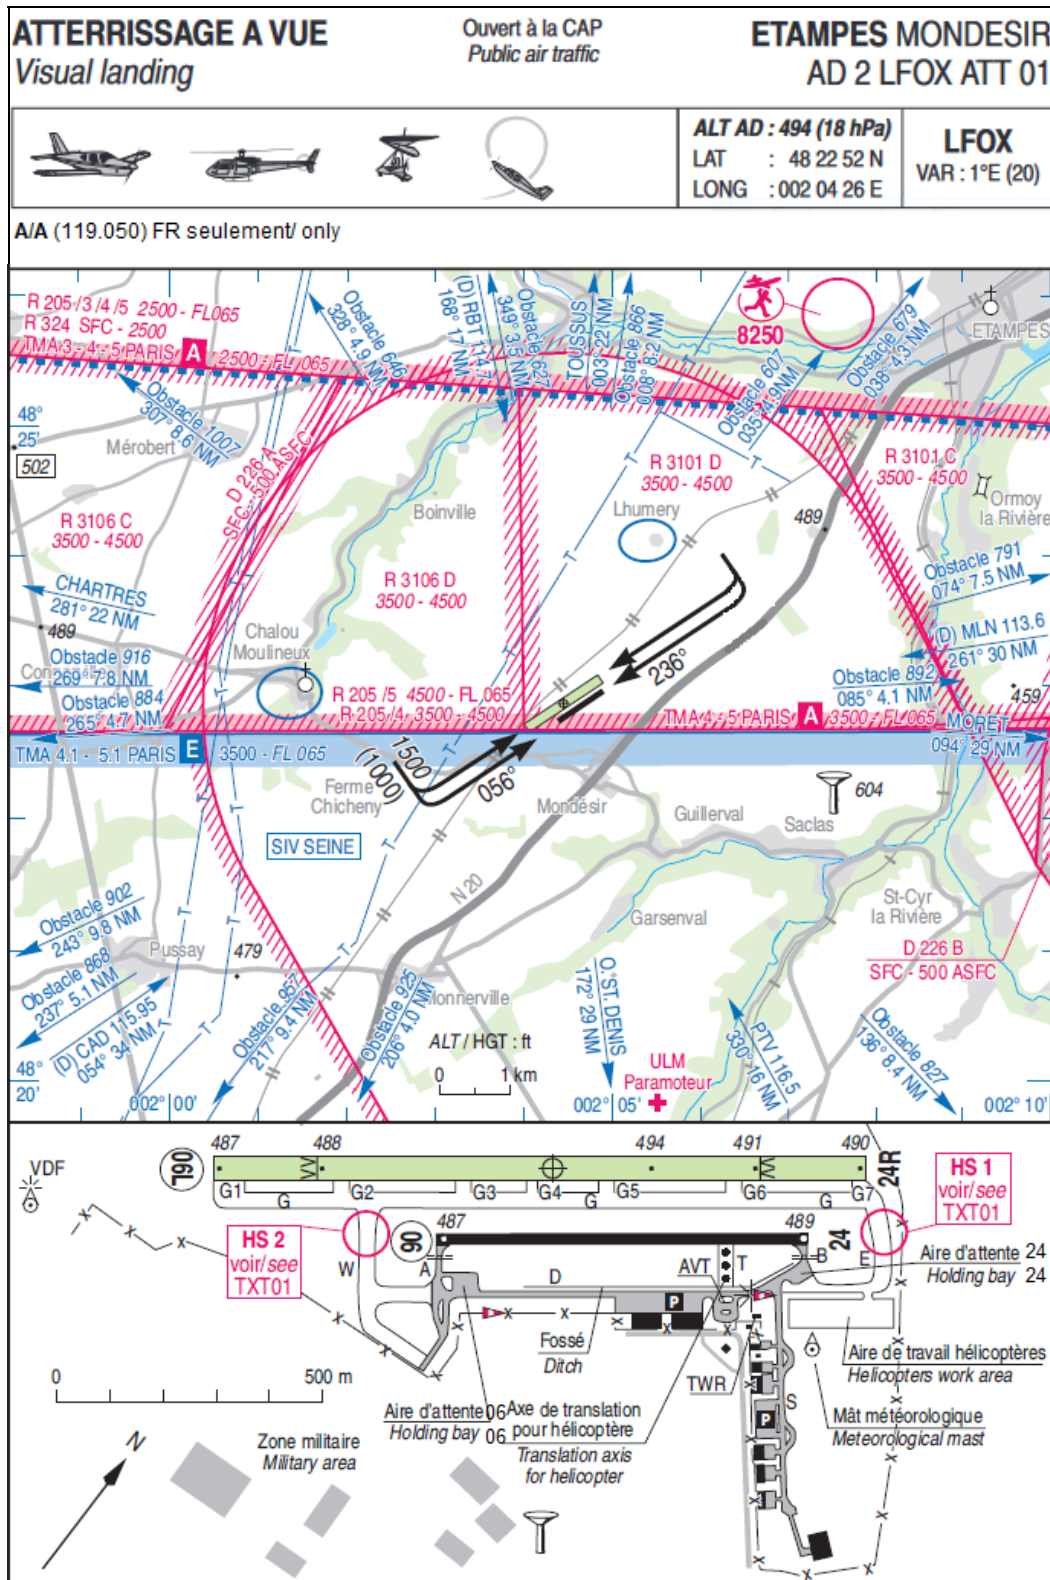 ATTERRISSAGE A VUE
Visual landing
Ouvert à la CAP
Public air traffic
ETAMPES MONDESIR
AD 2 LFOX ATT 01
ALT AD : 494 (18 hPa)
LAT : 48 22 52 N
LONG : 002 04 26 E
LFOX
VAR : 1°E (20)
A/A (119.050) FR seulement/ only
R 205 /3 /4 /5 2500 - FL065
R 324 SFC - 2500
TMA 3 - 4 - 5 PARIS A 2500 - FL 065
Obstacle 646
328° 4.9 NM
(D) RBT 114.7
168° 17 NM
Obstacle 627
349° 3.5 NM
TOUSSUS
003° 22 NM
Obstacle 866
008° 8.2 NM
8250
Obstacle 607
035° 4.9NM
Obstacle 679
038° 4.3 NM
ETAMPES
Obstacle 1007
307° 8.6 NM
48°
25'
502
Mérobert
D 226 A
SFC - 500 ASFC
R 3106 C
3500 - 4500
Boinville
R 3106 D
3500 - 4500
R 3101 D
3500 - 4500
Lhumery
489
R 3101 C
3500 - 4500
Ormoy
la Rivière
Obstacle 791
074° 7.5 NM
CHARTRES
281° 22 NM
489
Obstacle 916
269° 7.8 NM
Obstacle 884
265° 4.7 NM
Chalou
Moulineux
R 205 /5 4500 - FL 065
R 205 /4 3500 - 4500
236°
(D) MLN 113.6
261° 30 NM
Obstacle 892
085° 4.1 NM
459
TMA 4 - 5 PARIS A 3500 - FL 065
MORET
094° 29 NM
TMA 4.1 - 5.1 PARIS E 3500 - FL 065
1500
(1000)
056°
Ferme
Chicheny
Mondésir
Guillerval
Saclas
604
SIV SEINE
N 20
Obstacle 902
243° 9.8 NM
Obstacle 868
237° 5.1 NM
(D) CAD 115.95
054° 34 NM
Pussay
479
Garsenval
St-Cyr
la Rivière
D 226 B
SFC - 500 ASFC
Monnerville
Obstacle 957
217° 9.4 NM
Obstacle 925
206° 4.0 NM
O. ST. DENIS
172° 29 NM
PTV 116.5
330° 16 NM
Obstacle 827
136° 8.4 NM
ALT / HGT : ft
0 1 km
ULM
Paramoteur
48°
20'
002° 00'
002° 05'
002° 10'
VDF
06L
487 488 494 491 490
24R
G1 G G2 G3 G4 G G5 G6 G G7
HS 1
voir/see
TXT01
HS 2
voir/see
TXT01
06
487 489
24
W A D AVT T B E
P
Aire d'attente 24
Holding bay 24
Fossé
Ditch
TWR
Aire de travail hélicoptères
Helicopters work area
S
P
0 500 m
Aire d'attente 06
Holding bay 06
Axe de translation
pour hélicoptère
Translation axis
for helicopter
Mât météorologique
Meteorological mast
N
Zone militaire
Military area